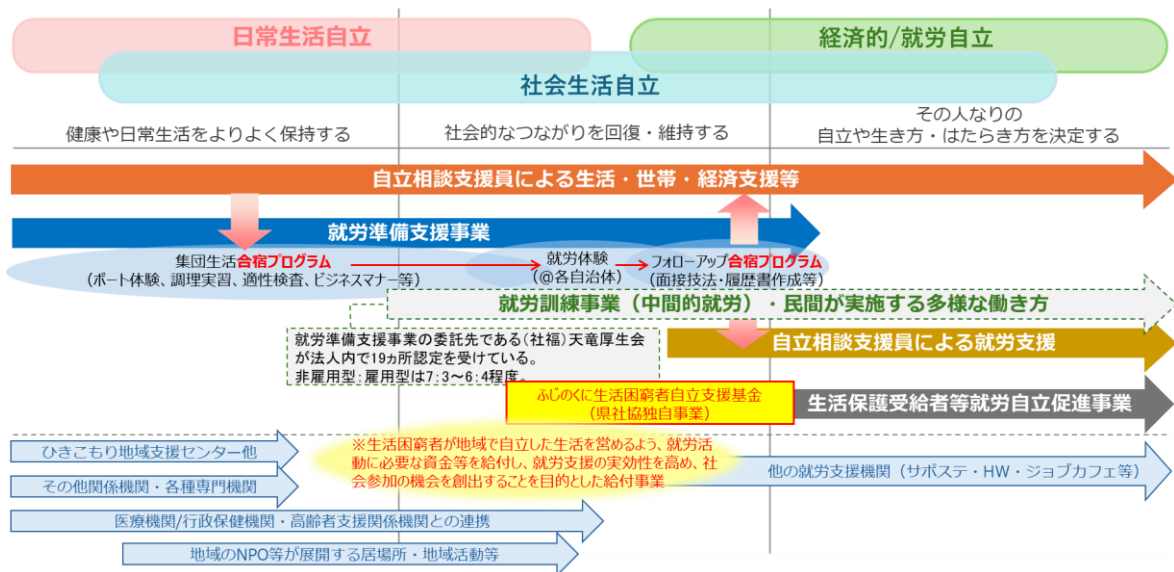 日常生活自立
経済的/就労自立
社会生活自立
健康や日常生活をよりよく保持する
社会的なつながりを回復・維持する
その人なりの
自立や生き方・はたらき方を決定する
自立相談支援員による生活・世帯・経済支援等
就労準備支援事業
集団生活合宿プログラム
(ボート体験、調理実習、適性検査、ビジネスマナー等)
就労体験
(@各自治体)
フォローアップ合宿プログラム
(面接技法・履歴書作成等)
就労訓練事業（中間的就労）・民間が実施する多様な働き方
就労準備支援事業の委託先である(社福)天竜厚生会
が法人内で19ヵ所認定を受けている。
非雇用型:雇用型は7:3～6:4程度。
自立相談支援員による就労支援
ふじのくに生活困窮者自立支援基金
（県社協独自事業）
生活保護受給者等就労自立促進事業
※生活困窮者が地域で自立した生活を営めるよう、就労活
動に必要な資金等を給付し、就労支援の実効性を高め、社
会参加の機会を創出することを目的とした給付事業
ひきこもり地域支援センター他
その他関係機関・各種専門機関
他の就労支援機関（サポステ・HW・ジョブカフェ等）
医療機関/行政保健機関・高齢者支援関係機関との連携
地域のNPO等が展開する居場所・地域活動等